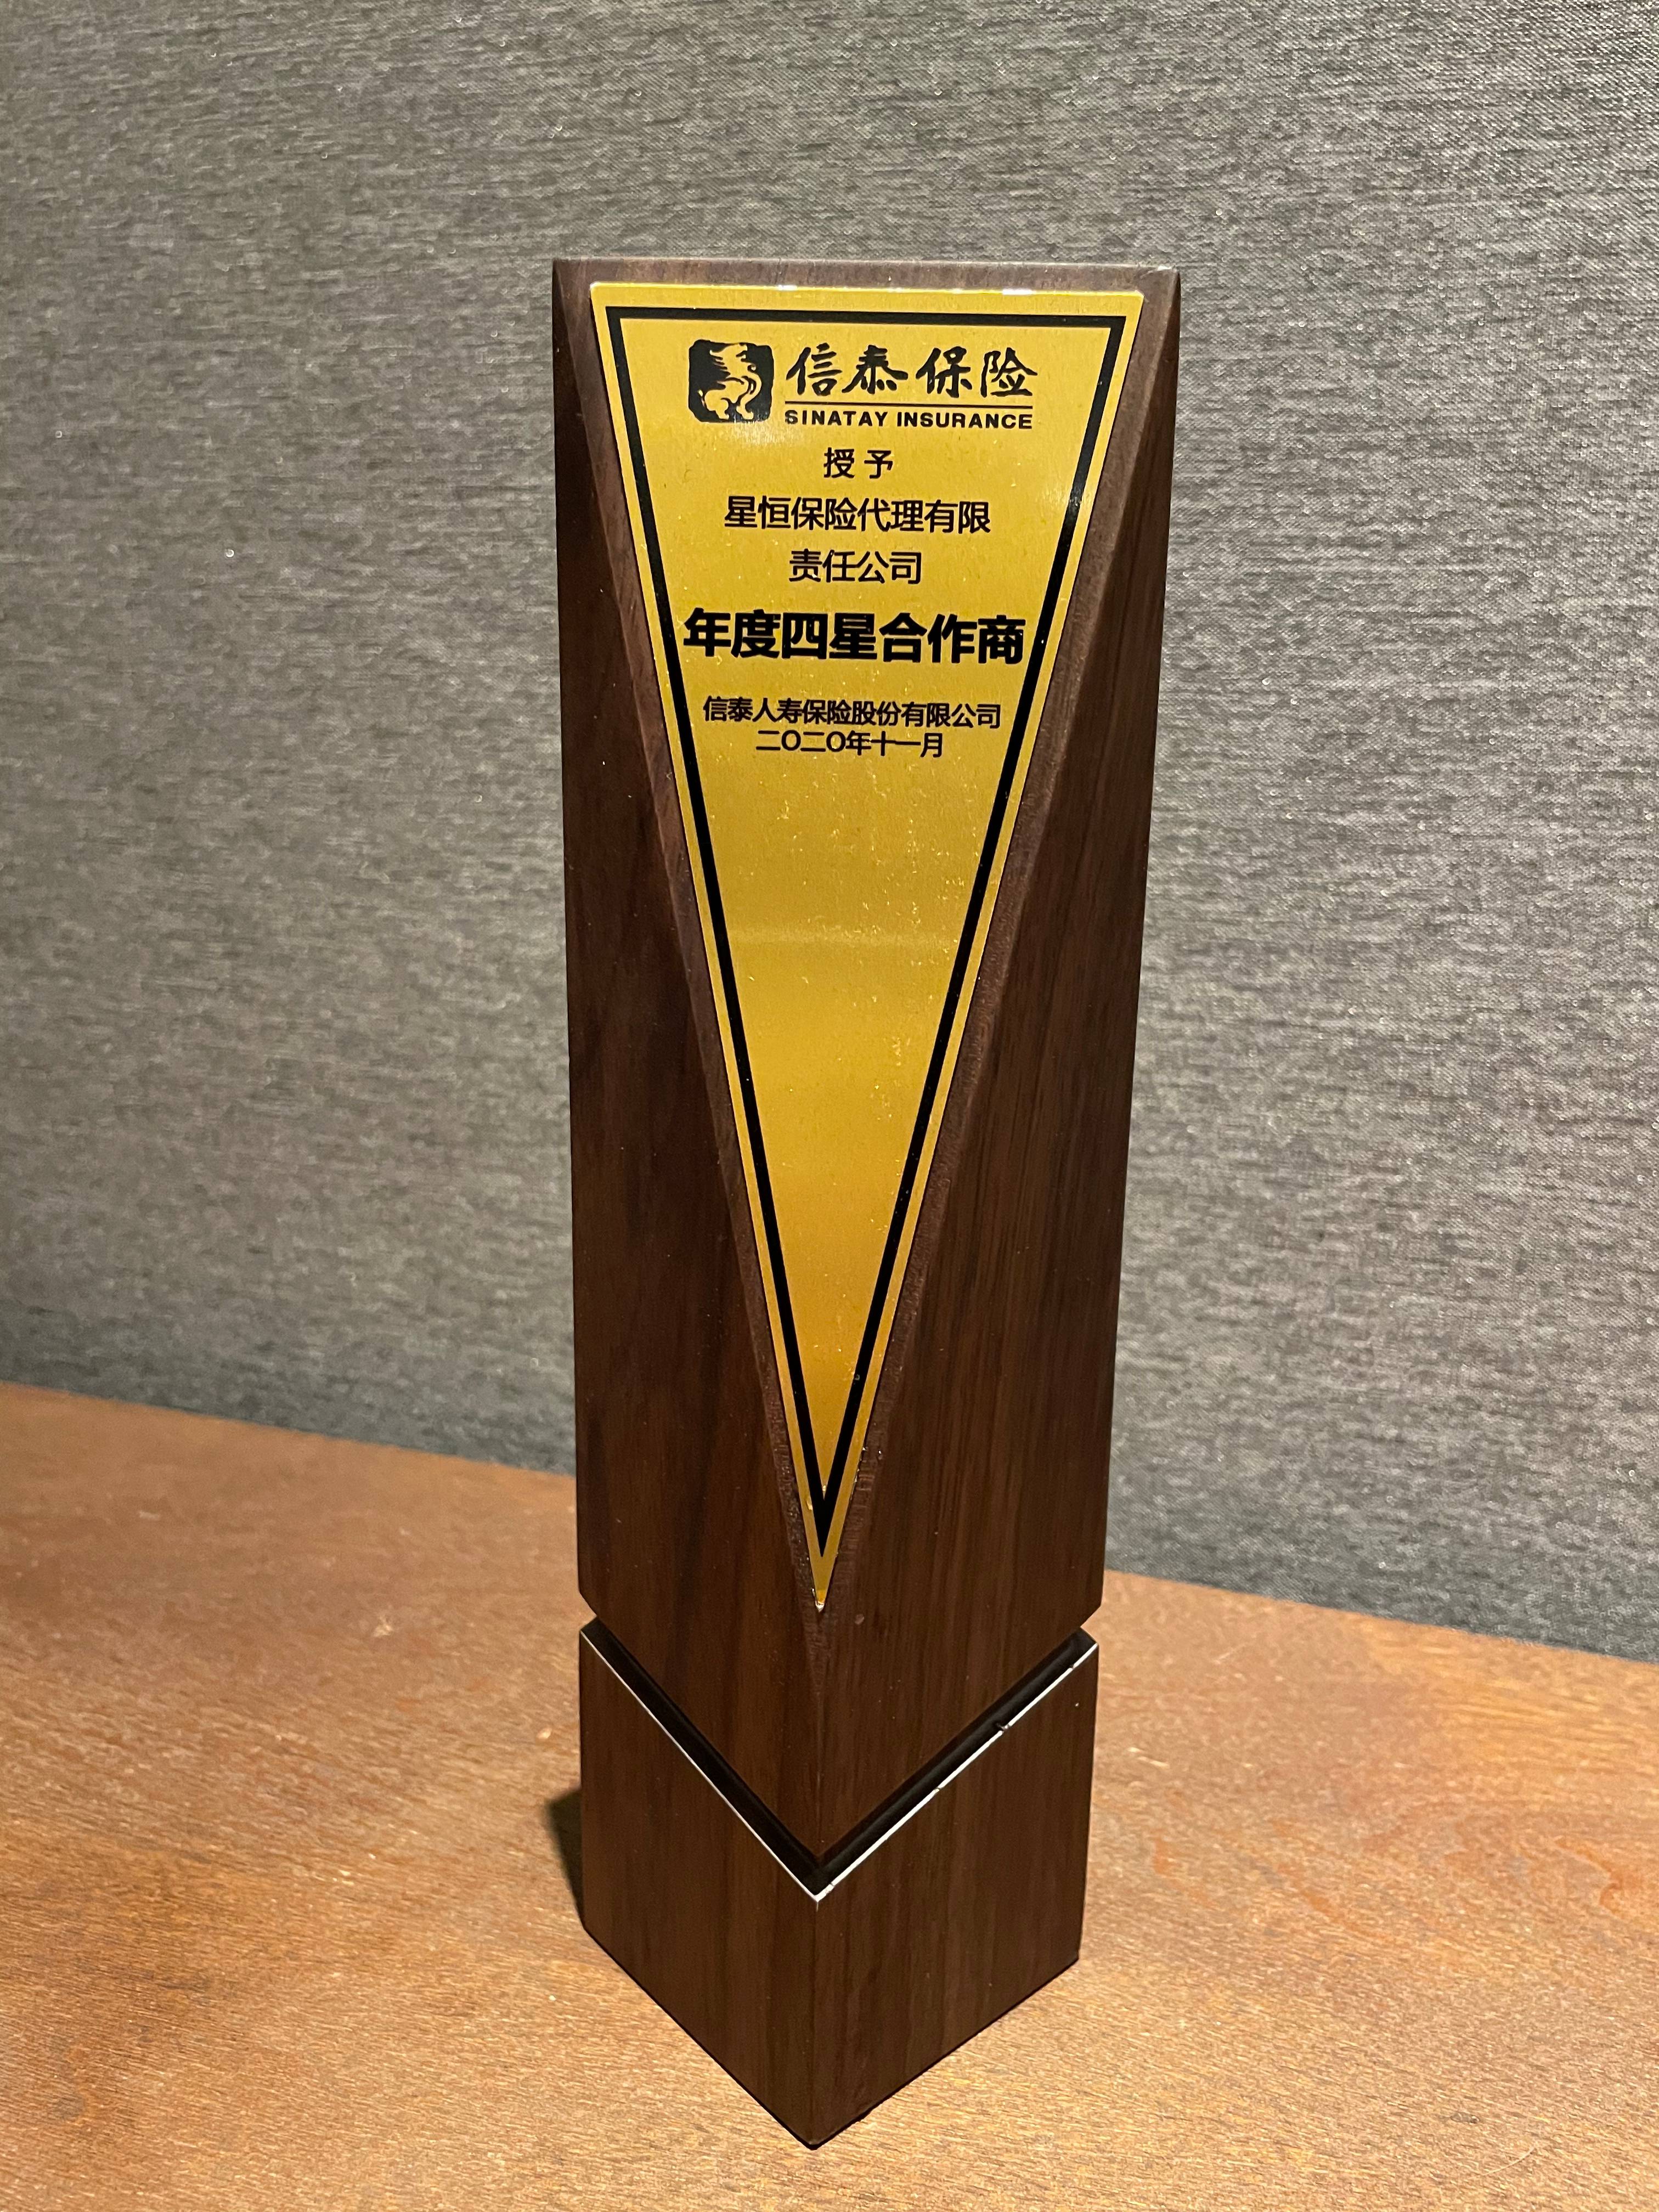 信泰保险
SINATAY INSURANCE
授予
星恒保险代理有限
责任公司
年度四星合作商
信泰人寿保险股份有限公司
二〇二〇年十一月